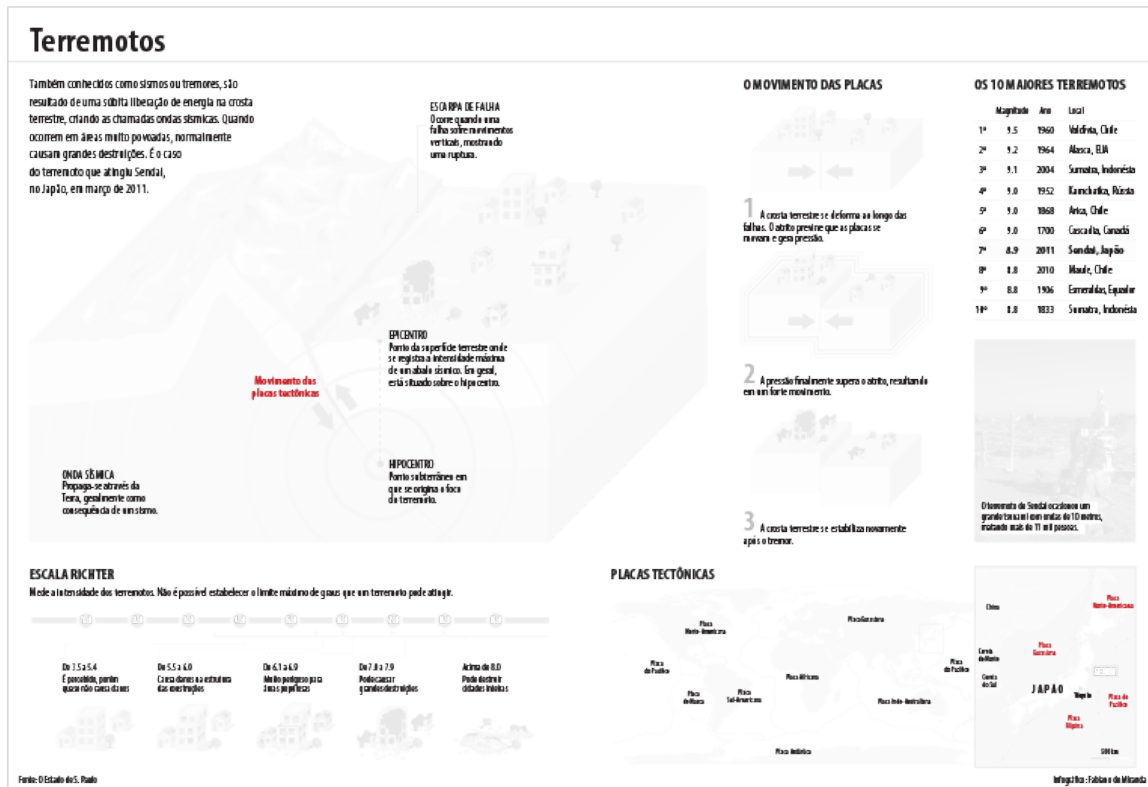 Terremotos
Também conhecidos como sismos ou tremores, são
resultado de uma súbita liberação de energia na crosta
terrestre, criando as chamadas ondas sísmicas. Quando
ocorrem em áreas muito povoadas, normalmente
causam grandes destruições. É o caso
do terremoto que atingiu Sendai,
no Japão, em março de 2011.
ESCARPA DE FALHA
Ocorre quando uma
falha sofre movimentos
verticais, mostrando
uma ruptura.
EPICENTRO
Ponto da superfície terrestre onde
se registra a intensidade máxima
de um abalo sísmico. Em geral,
está situado sobre o hipocentro.
Movimento das
placas tectônicas
HIPOCENTRO
Ponto subterrâneo em
que se origina o foco
do terremoto.
ONDA SÍSMICA
Propaga-se através da
Terra, geralmente como
consequência de um sismo.
O MOVIMENTO DAS PLACAS
1 A crosta terrestre se deforma ao longo das
falhas. O atrito previne que as placas se
movam e gera pressão.
2 A pressão finalmente supera o atrito, resultando
em um forte movimento.
3 A crosta terrestre se estabiliza novamente
após o tremor.
OS 10 MAIORES TERREMOTOS
Magnitude Ano Local
1º 9.5 1960 Valdivia, Chile
2º 9.2 1964 Alasca, EUA
3º 9.1 2004 Sumatra, Indonésia
4º 9.0 1952 Kamchatka, Rússia
5º 9.0 1868 Arica, Chile
6º 9.0 1700 Cascadia, Canadá
7º 8.9 2011 Sendai, Japão
8º 8.8 2010 Maule, Chile
9º 8.8 1906 Esmeraldas, Equador
10º 8.8 1833 Sumatra, Indonésia
O terremoto de Sendai ocasionou um
grande tsunami com ondas de 10 metros,
matando mais de 11 mil pessoas.
ESCALA RICHTER
Mede a intensidade dos terremotos. Não é possível estabelecer o limite máximo de graus que um terremoto pode atingir.
De 3.5 a 5.4
É percebido, porém
quase não causa danos
De 5.5 a 6.0
Causa danos na estrutura
das construções
De 6.1 a 6.9
Muito perigoso para
áreas populosas
De 7.0 a 7.9
Pode causar
grandes destruições
Acima de 8.0
Pode destruir
cidades inteiras
PLACAS TECTÔNICAS
Placa
Norte-Americana
Placa Euroasiana
Placa
do Pacífico
Placa
de Nazca
Placa
Sul-Americana
Placa Africana
Placa
do Pacífico
Placa Indo-Australiana
Placa Antártica
China
Placa
Norte-Americana
Coreia
do Norte
Placa
Euroasiana
Coreia
do Sul
JAPÃO
Tóquio
Placa do
Pacífico
Placa
Filipina
500 km
Fonte: O Estado de S. Paulo
Infográfico: Fabiano de Miranda